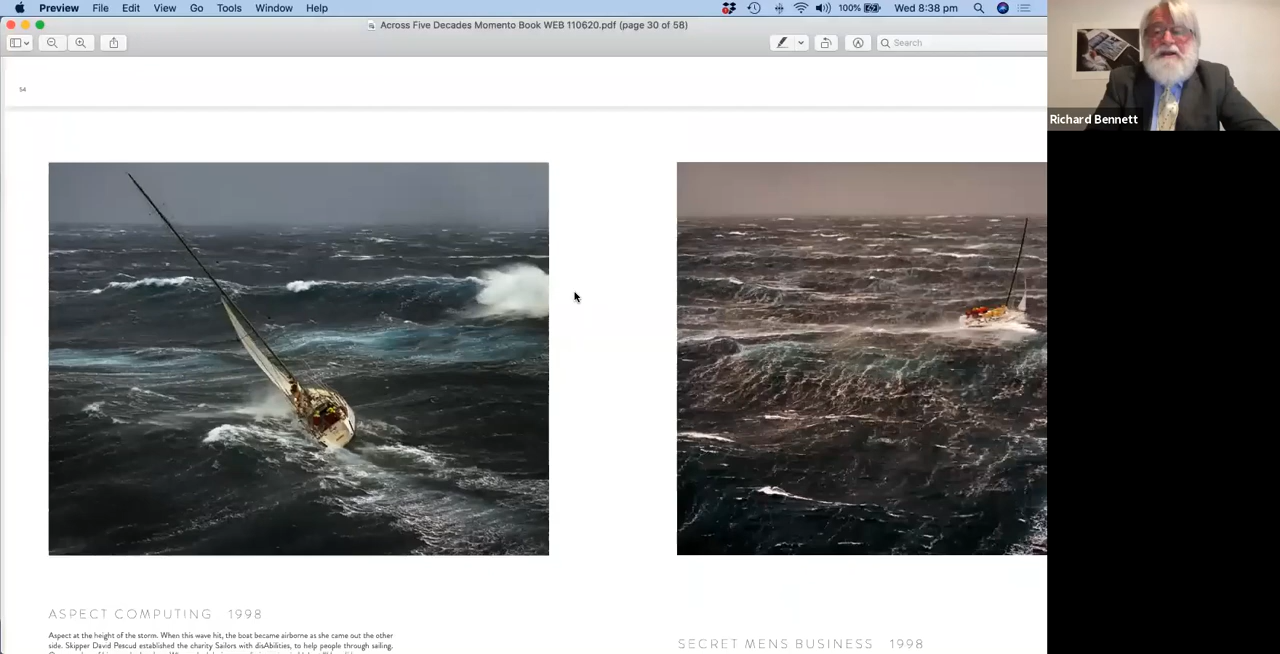 Preview File Edit View Go Tools Window Help
100% Wed 8:38 pm
Across Five Decades Momento Book WEB 110620.pdf (page 30 of 58)
Search
Richard Bennett
54
ASPECT COMPUTING 1998
Aspect at the height of the storm. When this wave hit, the boat became airborne as she came out the other
side. Skipper David Pescud established the charity Sailors with disAbilities, to help people through sailing.
SECRET MENS BUSINESS 1998